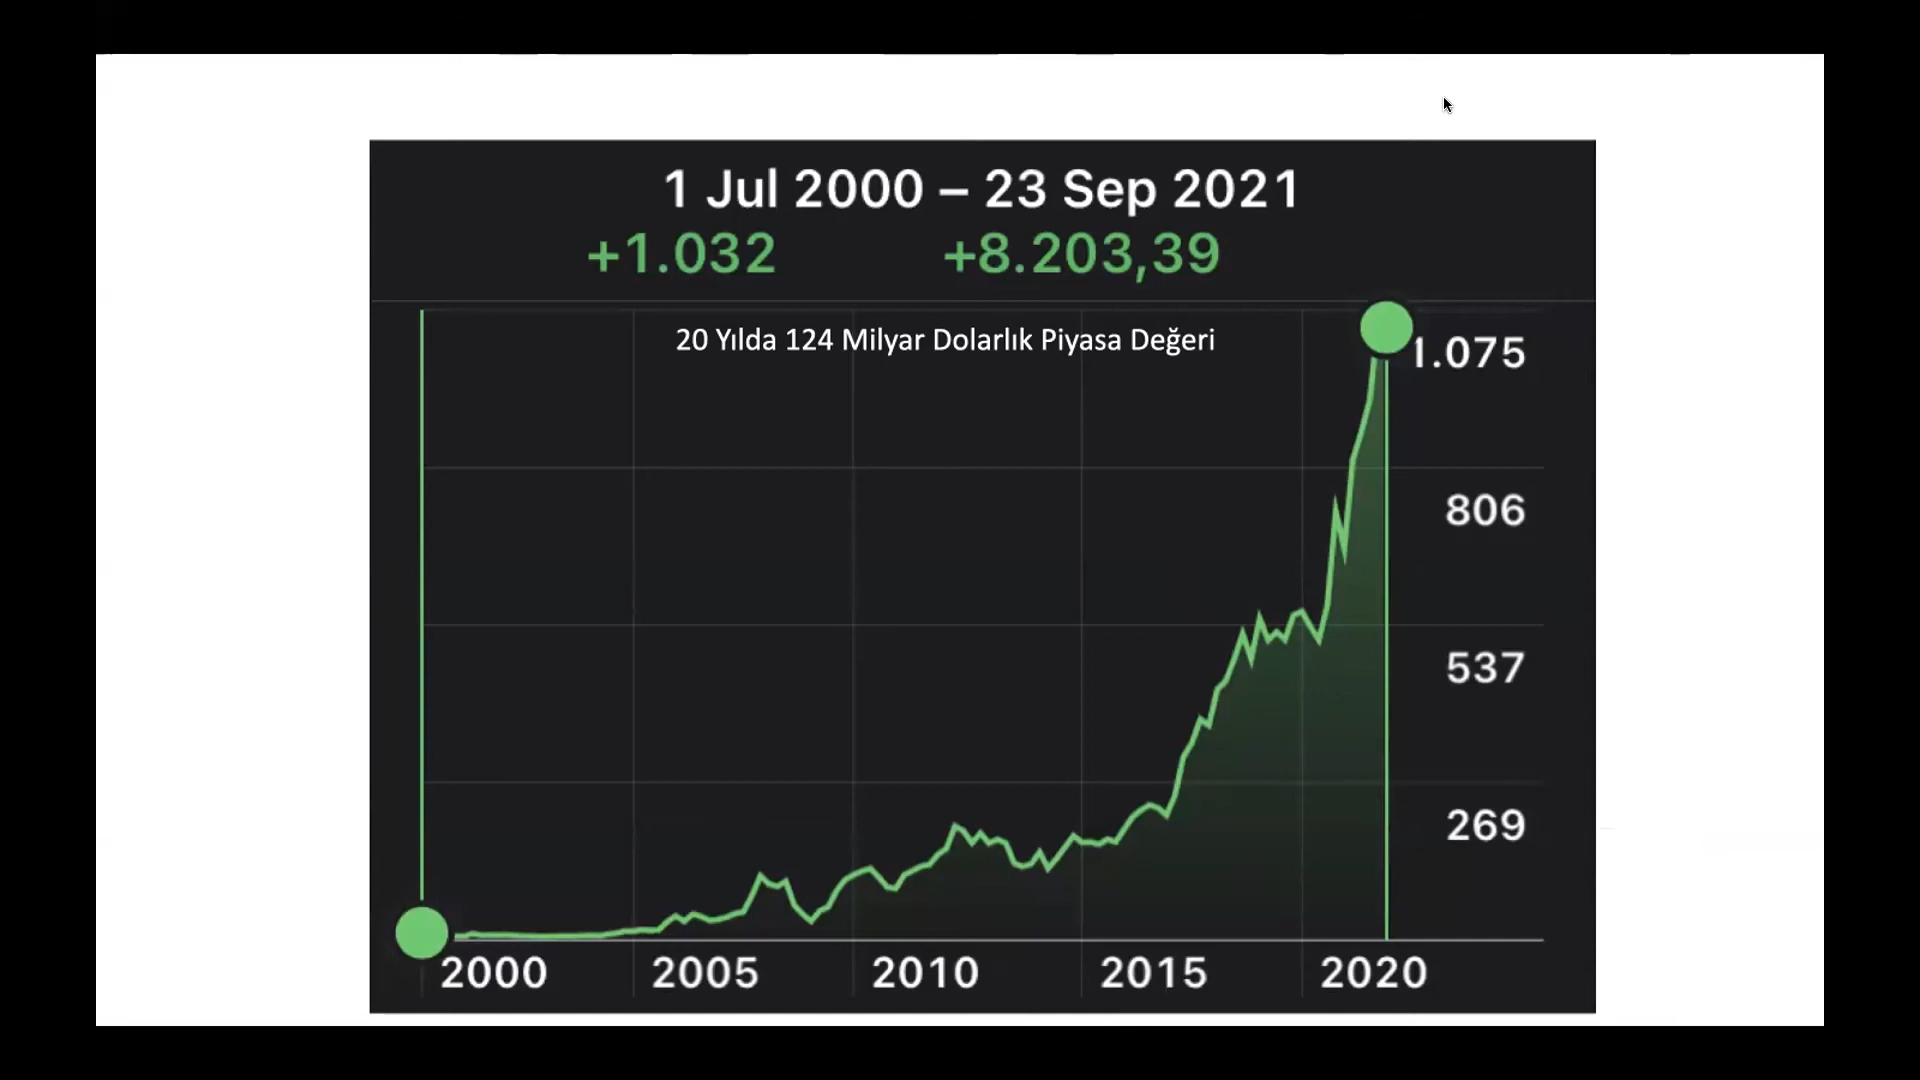 1 Jul 2000 – 23 Sep 2021
+1.032 +8.203,39
20 Yılda 124 Milyar Dolarlık Piyasa Değeri
1.075
806
537
269
2000 2005 2010 2015 2020